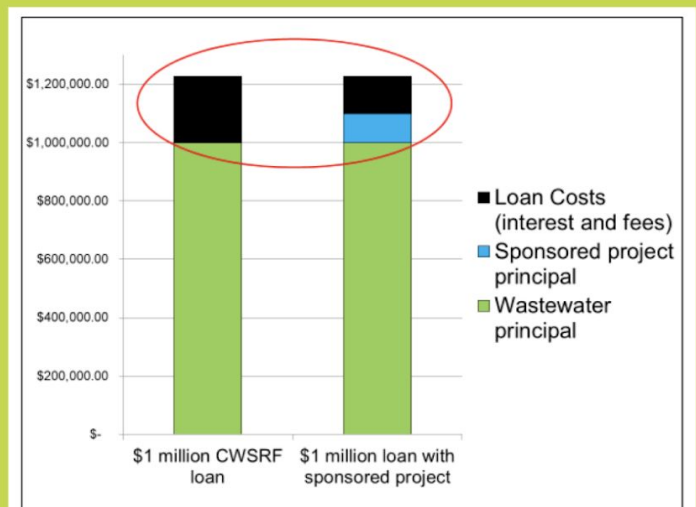 $1,200,000.00
$1,000,000.00
$800,000.00
$600,000.00
$400,000.00
$200,000.00
$-
$1 million CWSRF
loan
$1 million loan with
sponsored project
Loan Costs
(interest and fees)
Sponsored project
principal
Wastewater
principal